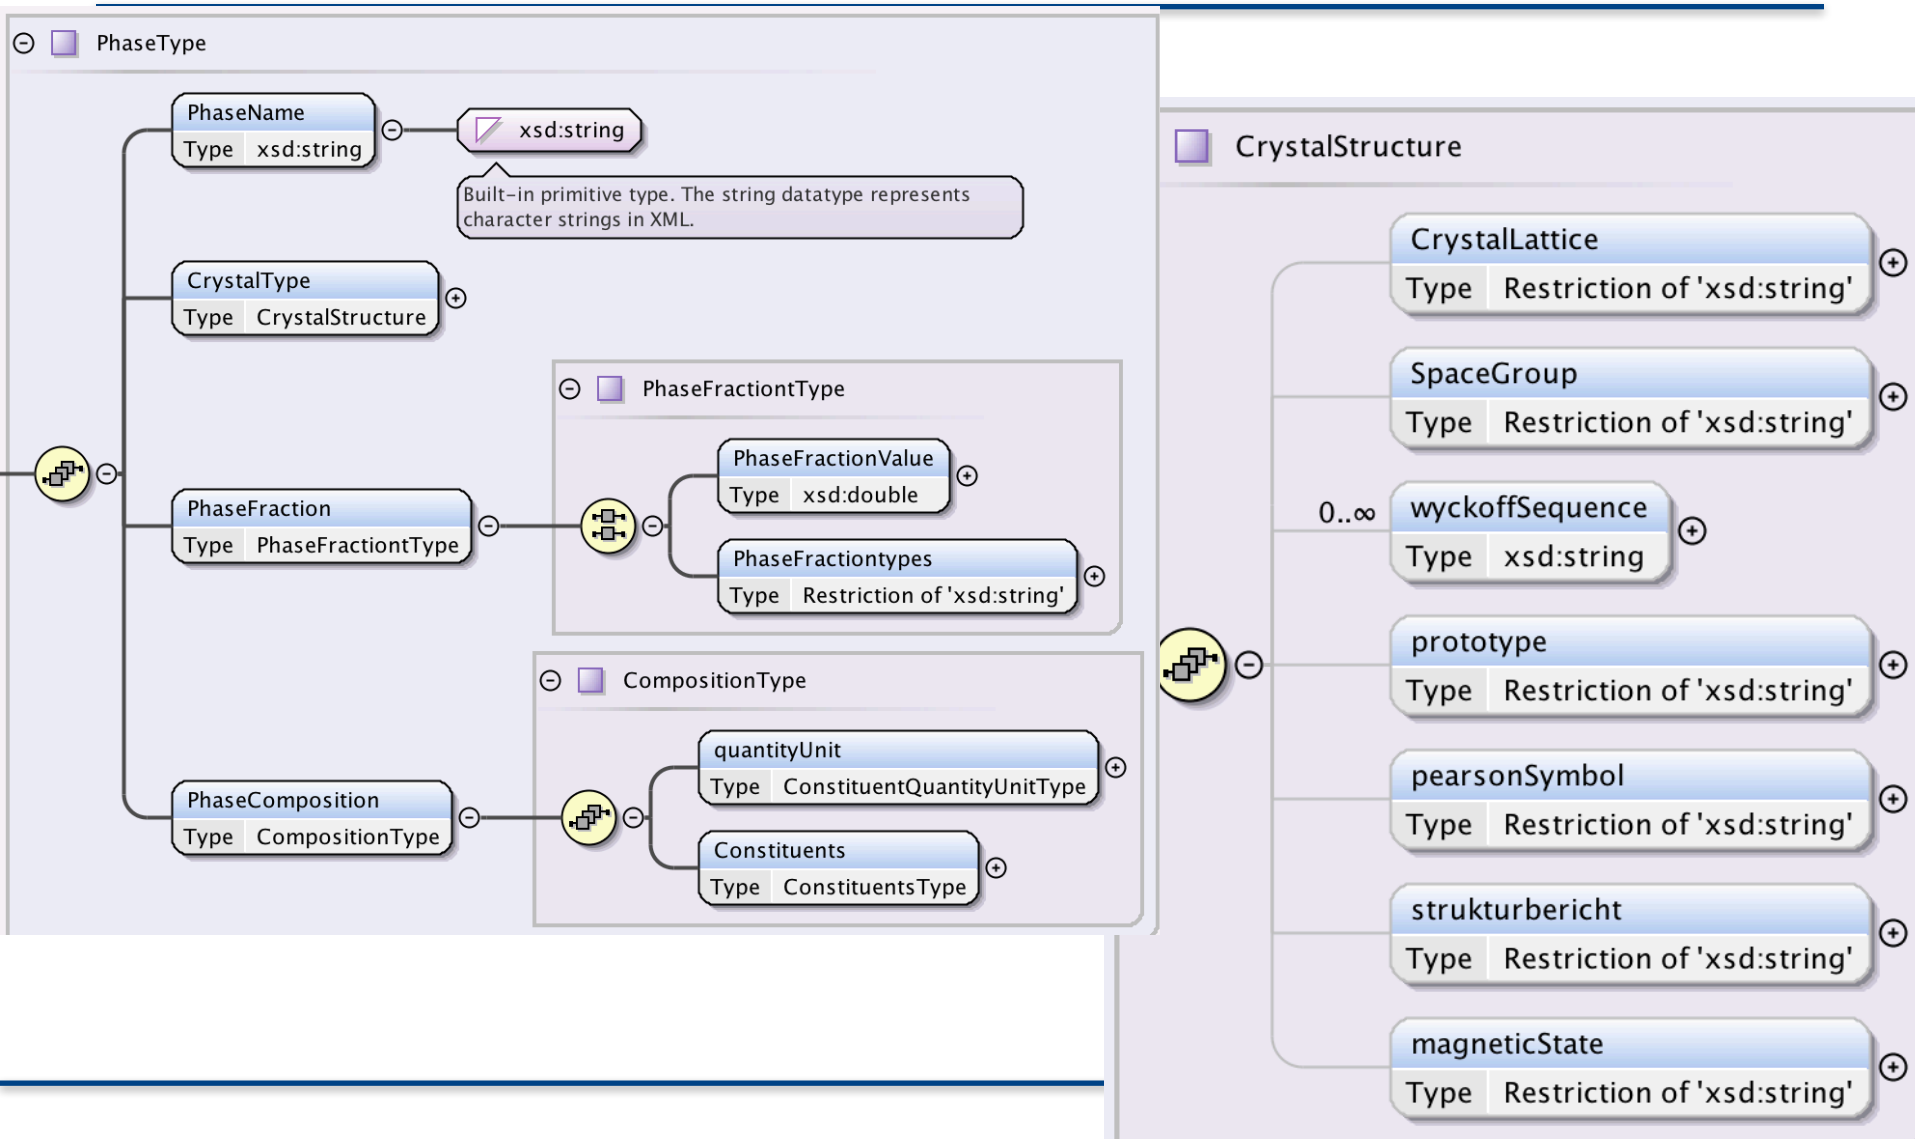 PhaseType
PhaseName
Type xsd:string
xsd:string
Built-in primitive type. The string datatype represents
character strings in XML.
CrystalType
Type CrystalStructure
PhaseFraction
Type PhaseFractiontType
PhaseFractiontType
PhaseFractionValue
Type xsd:double
PhaseFractiontypes
Type Restriction of 'xsd:string'
PhaseComposition
Type CompositionType
CompositionType
quantityUnit
Type ConstituentQuantityUnitType
Constituents
Type ConstituentsType
CrystalStructure
CrystalLattice
Type Restriction of 'xsd:string'
SpaceGroup
Type Restriction of 'xsd:string'
0..∞
wyckoffSequence
Type xsd:string
prototype
Type Restriction of 'xsd:string'
pearsonSymbol
Type Restriction of 'xsd:string'
strukturbericht
Type Restriction of 'xsd:string'
magneticState
Type Restriction of 'xsd:string'